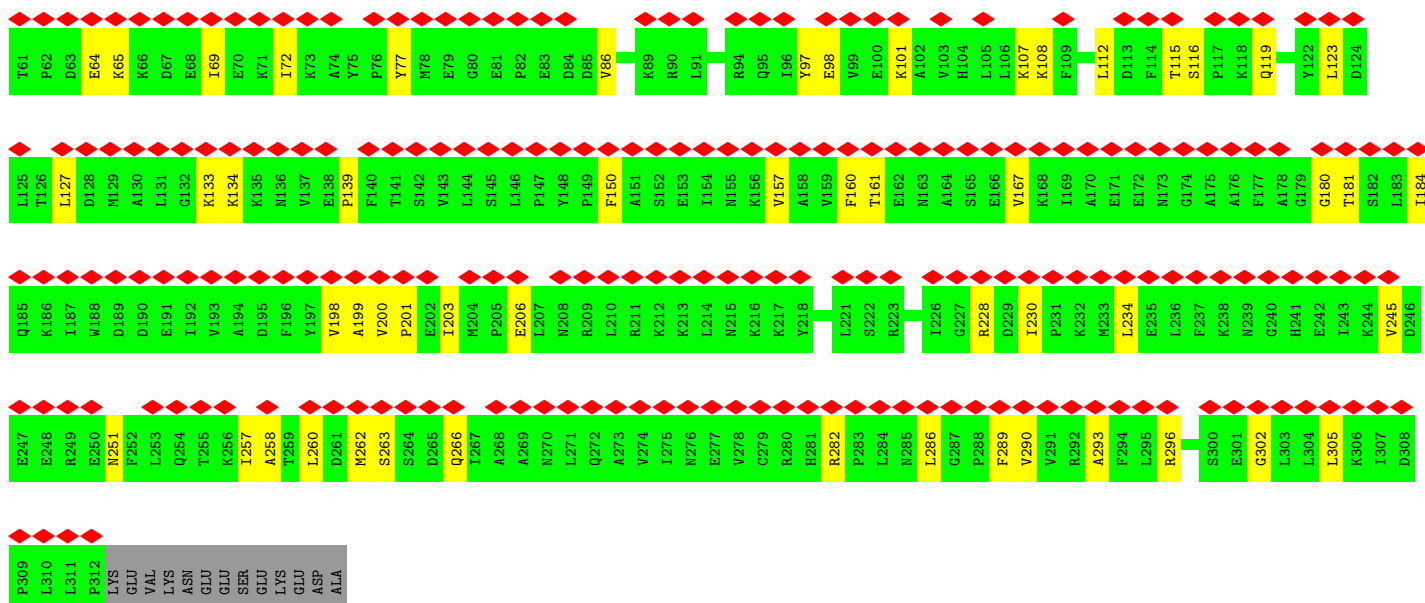 T61 P62 D63 E64 K65 K66 D67 E68 I69 E70 K71 I72 K73 A74 Y75 P76 Y77 M78 E79 G80 E81 P82 E83 D84 D85 V86 K89 R90 L91 R94 Q95 I96 Y97 E98 V99 E100 K101 A102 V103 H104 L105 L106 K107 K108 F109 L112 D113 F114 T115 S116 P117 K118 Q119 Y122 L123 D124
L125 T126 L127 D128 M129 A130 L131 G132 K133 K134 K135 N136 V137 E138 P139 F140 T141 S142 V143 L144 S145 L146 P147 Y148 P149 F150 A151 S152 E153 I154 N155 K156 V157 A158 V159 F160 T161 E162 N163 A164 S165 E166 V167 K168 I169 A170 E171 E172 N173 G174 A175 A176 F177 A178 G179 G180 T181 S182 L183 I184
Q185 K186 I187 W188 D189 D190 E191 I192 V193 A194 D195 F196 Y197 V198 A199 V200 P201 E202 I203 M204 P205 E206 L207 N208 R209 L210 R211 K212 K213 L214 N215 K216 K217 Y218 L221 S222 R223 I226 G227 R228 D229 I230 P231 K232 M233 L234 E235 L236 F237 K238 N239 G240 H241 E242 I243 K244 V245 D246
E247 E248 R249 E250 N251 F252 L253 Q254 T255 K256 I257 A258 T259 L260 D261 M262 S263 S264 D265 Q266 I267 A268 A269 N270 L271 Q272 A273 V274 I275 N276 E277 V278 C279 R280 H281 R282 P283 L284 N285 L286 G287 P288 F289 V290 V291 R292 A293 F294 L295 R296 S300 E301 G302 L303 L304 L305 K306 I307 D308
P309 L310 L311 P312 LYS GLU VAL LYS ASN GLU GLU SER GLU LYS GLU ASP ALA